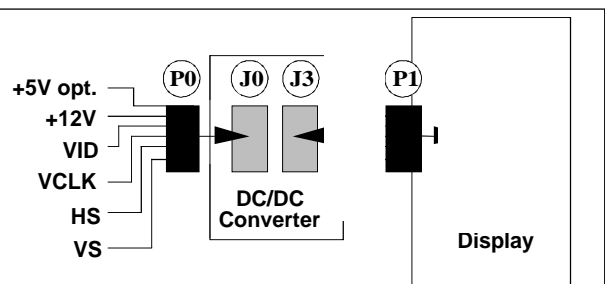 P0 J0 J3 P1
+5V opt.
+12V
VID
VCLK
HS
VS
DC/DC
Converter
Display